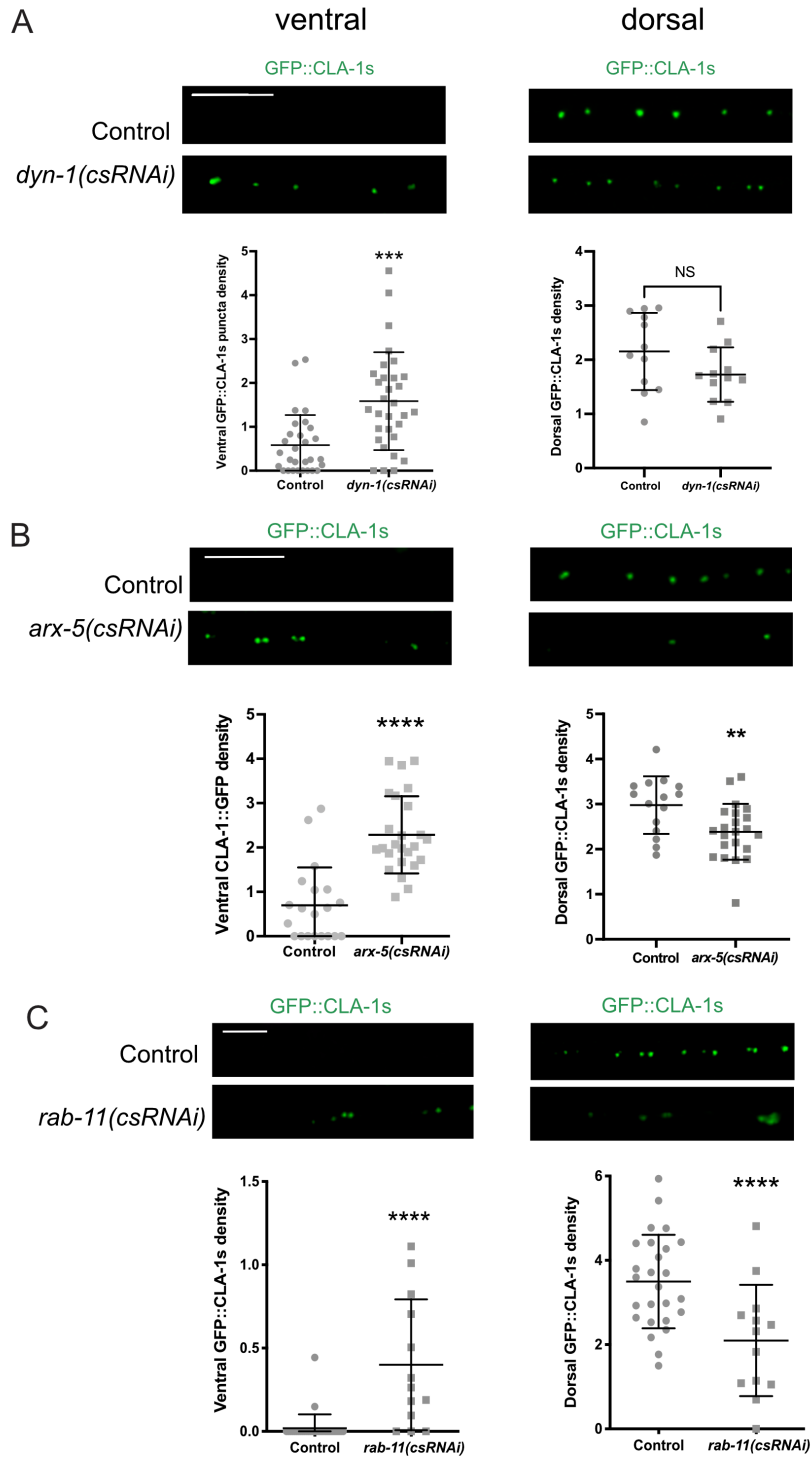 A
ventral
dorsal
GFP::CLA-1s
GFP::CLA-1s
Control
dyn-1(csRNAi)
Ventral GFP::CLA-1s puncta density
5
4
3
2
1
0
***
Control
dyn-1(csRNAi)
Dorsal GFP::CLA-1s density
4
3
2
1
0
NS
Control
dyn-1(csRNAi)
B
GFP::CLA-1s
GFP::CLA-1s
Control
arx-5(csRNAi)
Ventral CLA-1::GFP density
5
4
3
2
1
0
****
Control
arx-5(csRNAi)
Dorsal GFP::CLA-1s density
5
4
3
2
1
0
**
Control
arx-5(csRNAi)
C
GFP::CLA-1s
GFP::CLA-1s
Control
rab-11(csRNAi)
Ventral GFP::CLA-1s density
1.5
1.0
0.5
0.0
****
Control
rab-11(csRNAi)
Dorsal GFP::CLA-1s density
6
4
2
0
****
Control
rab-11(csRNAi)